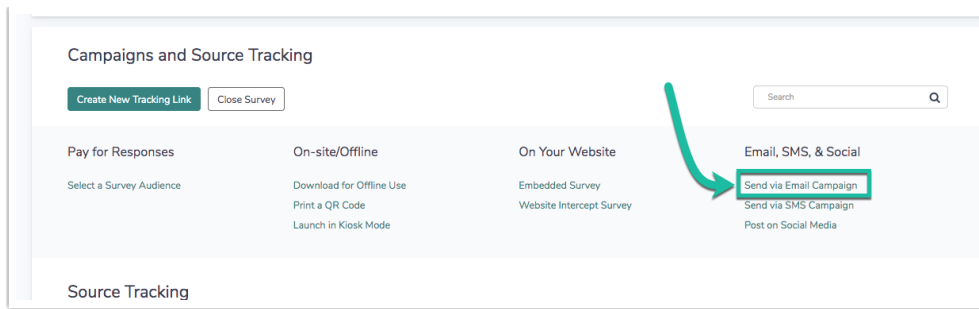 Campaigns and Source Tracking
Create New Tracking Link
Close Survey
Search
Pay for Responses
Select a Survey Audience
On-site/Offline
Download for Offline Use
Print a QR Code
Launch in Kiosk Mode
On Your Website
Embedded Survey
Website Intercept Survey
Email, SMS, & Social
Send via Email Campaign
Send via SMS Campaign
Post on Social Media
Source Tracking